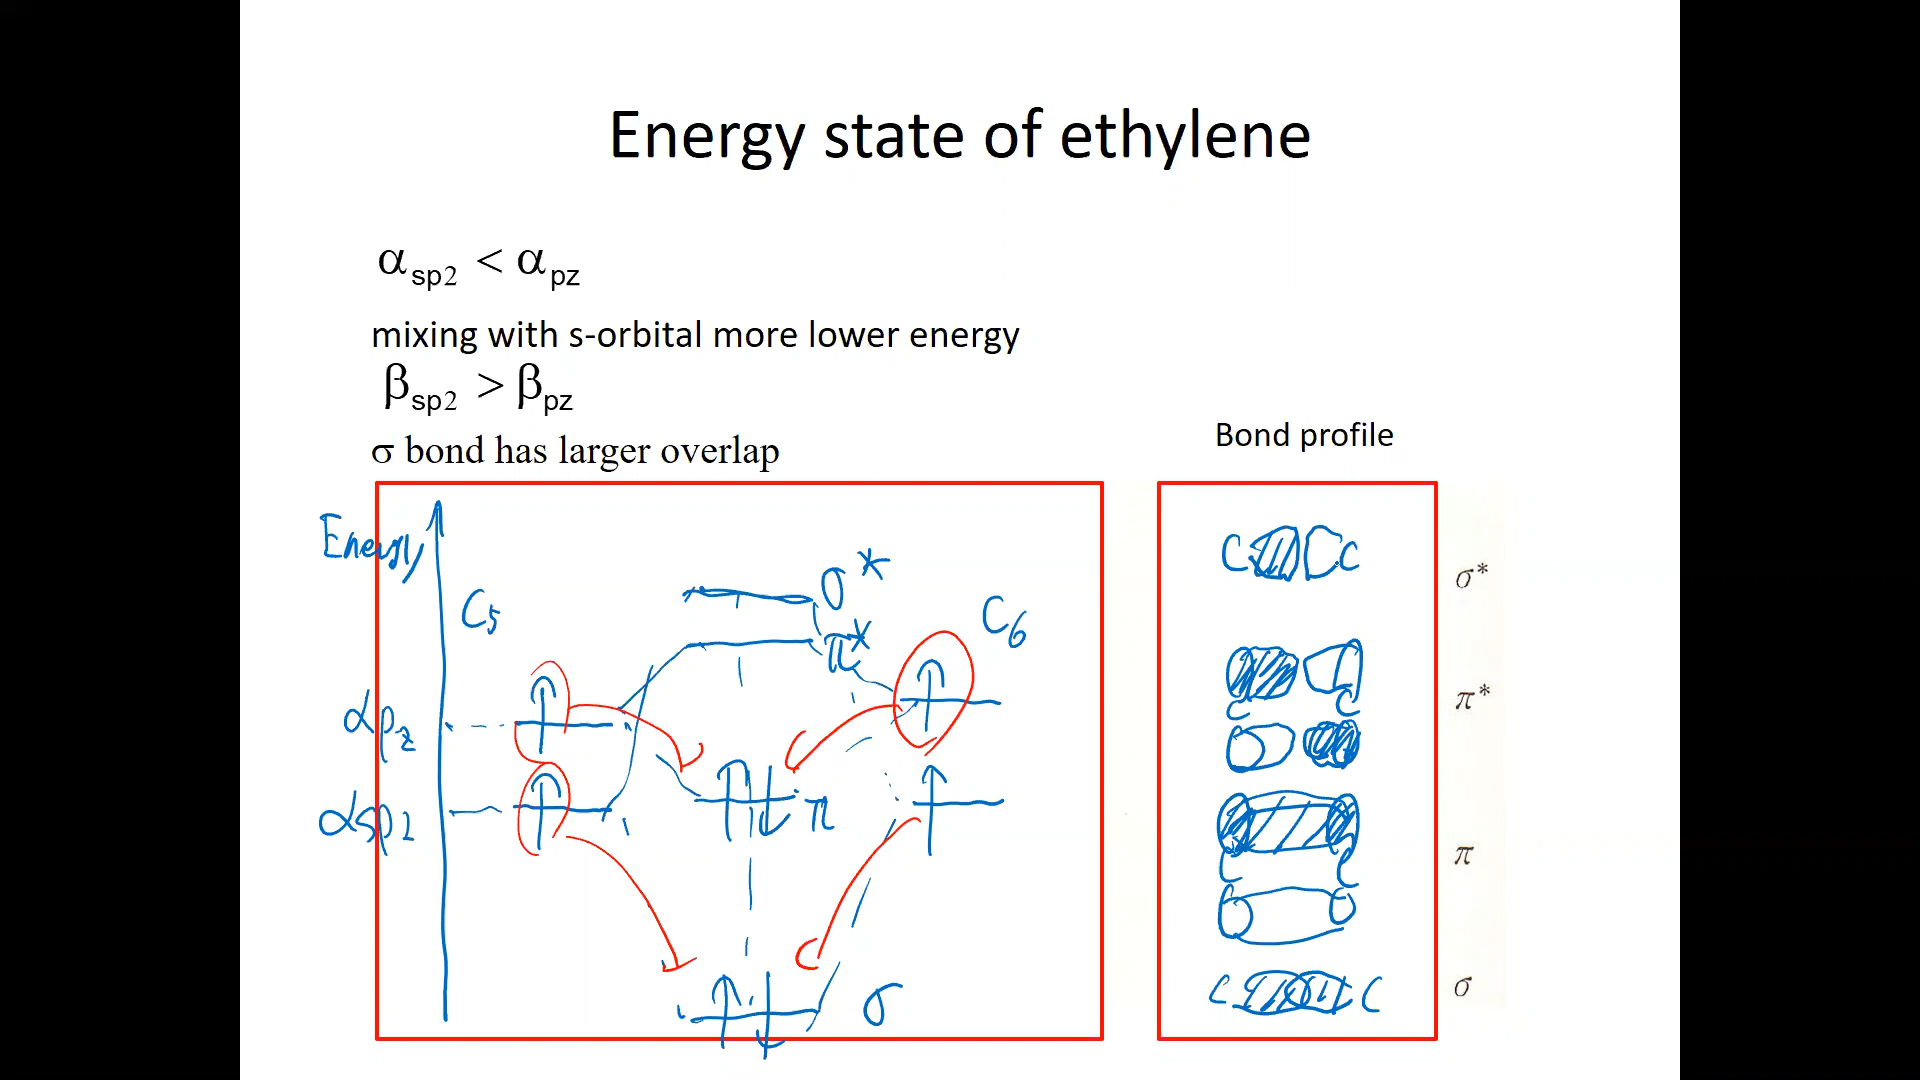 Energy state of ethylene
αsp2 < αpz
mixing with s-orbital more lower energy
βsp2 > βpz
σ bond has larger overlap
Bond profile
Energy
C5
C6
σ*
π*
αpz
αsp2
π
σ
C C
σ*
C C
π*
C C
π
C C
σ